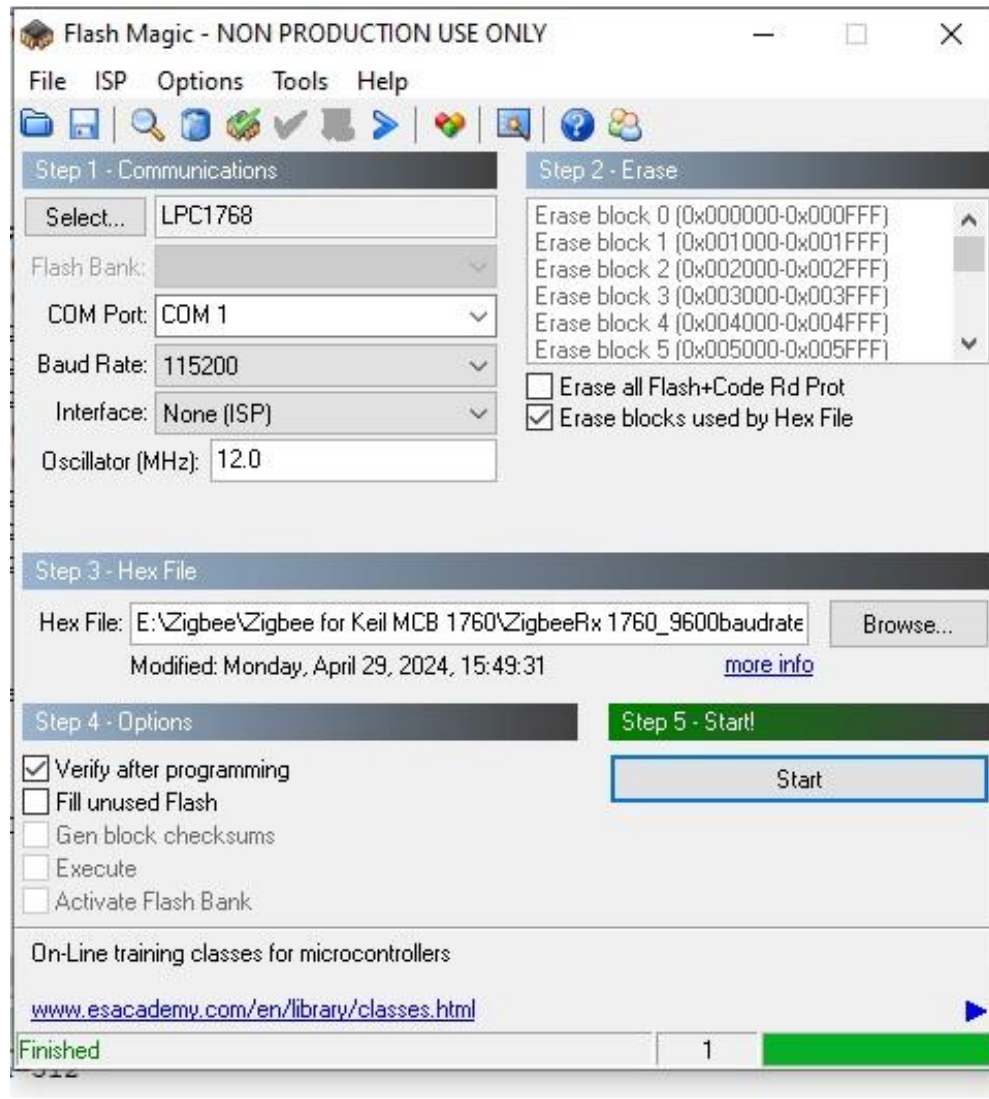 Flash Magic - NON PRODUCTION USE ONLY
File ISP Options Tools Help
Step 1 - Communications
Select... LPC1768
Flash Bank:
COM Port: COM 1
Baud Rate: 115200
Interface: None (ISP)
Oscillator (MHz): 12.0
Step 2 - Erase
Erase block 0 (0x000000-0x000FFF)
Erase block 1 (0x001000-0x001FFF)
Erase block 2 (0x002000-0x002FFF)
Erase block 3 (0x003000-0x003FFF)
Erase block 4 (0x004000-0x004FFF)
Erase block 5 (0x005000-0x005FFF)
Erase all Flash+Code Rd Prot
Erase blocks used by Hex File
Step 3 - Hex File
Hex File: E:\Zigbee\Zigbee for Keil MCB 1760\ZigbeeRx 1760_9600baudrate Browse...
Modified: Monday, April 29, 2024, 15:49:31 more info
Step 4 - Options
Verify after programming
Fill unused Flash
Gen block checksums
Execute
Activate Flash Bank
Step 5 - Start!
Start
On-Line training classes for microcontrollers
www.esacademy.com/en/library/classes.html
Finished 1